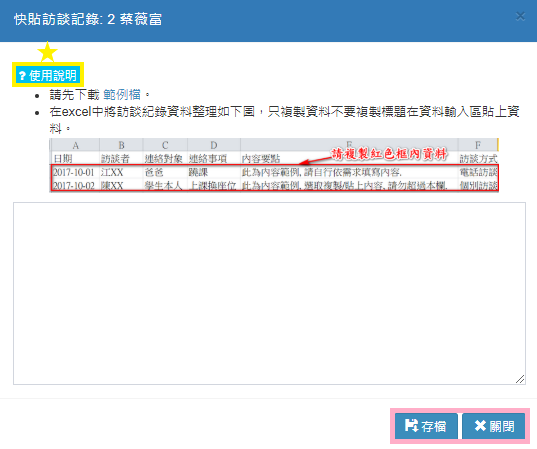 快貼訪談記錄: 2 蔡薇富
×
? 使用說明
請先下載 範例檔。
在excel中將訪談紀錄資料整理如下圖，只複製資料不要複製標題在資料輸入區貼上資
料。
A B C D E F
日期 訪談者 連絡對象 連絡事項 內容要點 訪談方式
請複製紅色框內資料
2017-10-01 江XX 爸爸 蹺課 此為內容範例, 請自行依需求填寫內容. 電話訪談
2017-10-02 陳XX 學生本人 上課換座位 此為內容範例, 選取複製/貼上內容, 請勿超過本欄. 個別訪談
存檔 關閉